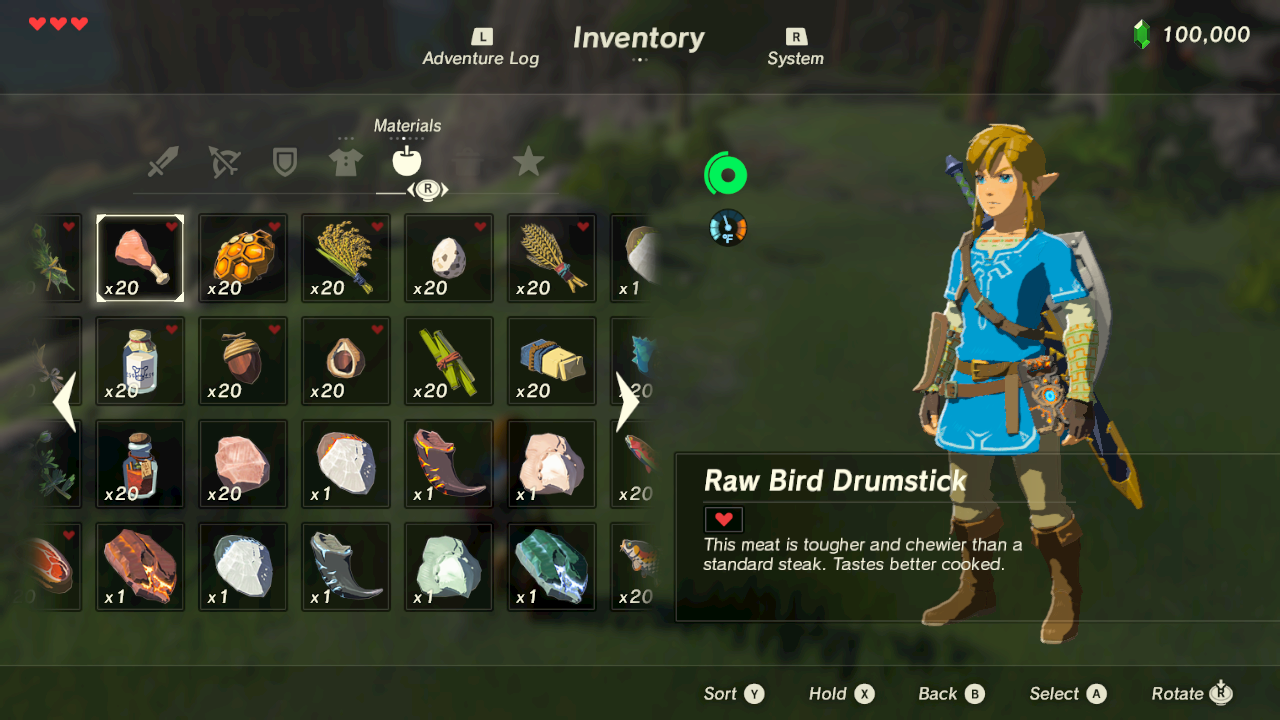 L Inventory R 100,000
Adventure Log System
Materials
R
x20 x20 x20 x20 x20 x1
x20 x20 x20 x20 x20 20
x20 x20 x1 x1 x1 x20
x1 x1 x1 x1 x1 x20
°F
Raw Bird Drumstick
This meat is tougher and chewier than a
standard steak. Tastes better cooked.
Sort Y Hold X Back B Select A Rotate R